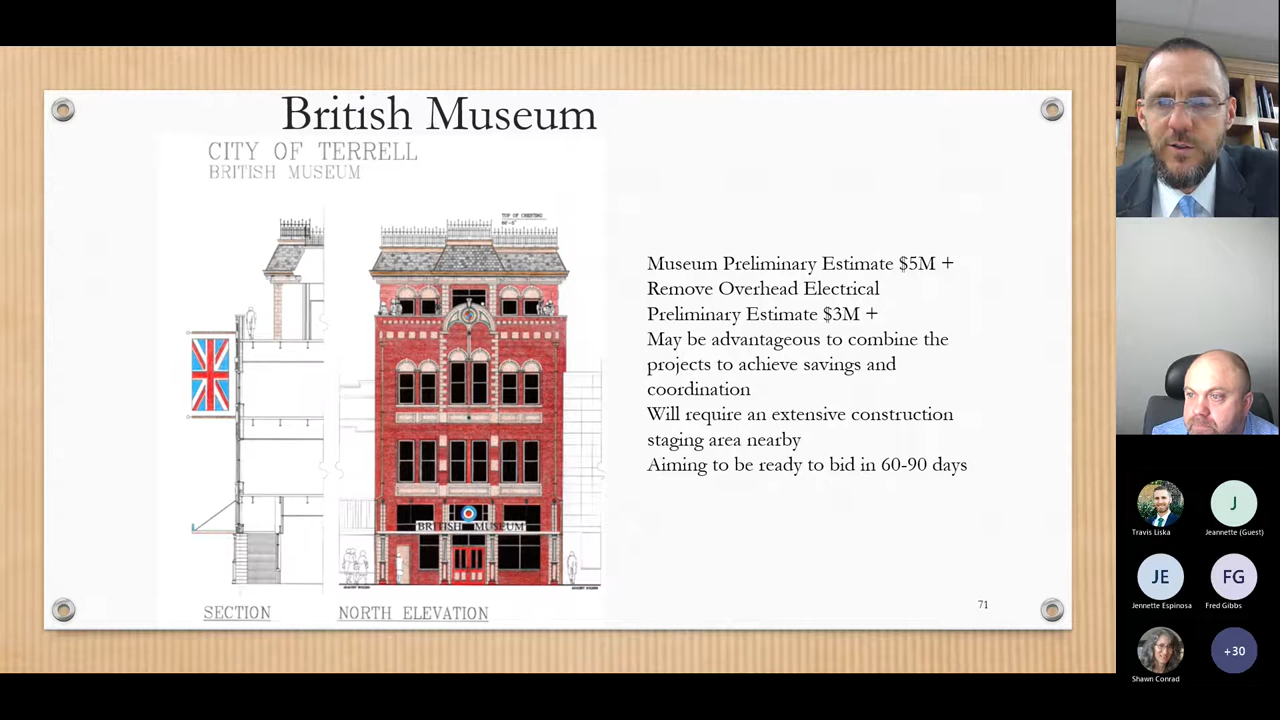 British Museum
CITY OF TERRELL
BRITISH MUSEUM
TOP OF CRESTING
BRITISH MUSEUM
SECTION
NORTH ELEVATION
Museum Preliminary Estimate $5M +
Remove Overhead Electrical
Preliminary Estimate $3M +
May be advantageous to combine the
projects to achieve savings and
coordination
Will require an extensive construction
staging area nearby
Aiming to be ready to bid in 60-90 days
71
Travis Liska
J
Jeannette (Guest)
JE
Jennette Espinosa
FG
Fred Gibbs
Shawn Conrad
+30